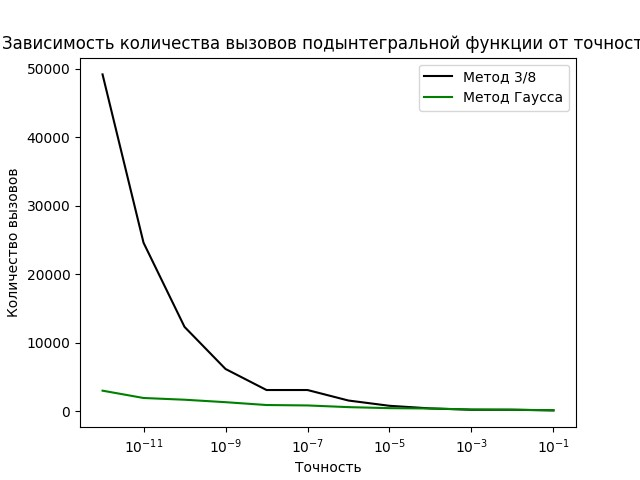 Зависимость количества вызовов подынтегральной функции от точност
50000
40000
30000
20000
10000
0
Количество вызовов
Метод 3/8
Метод Гаусса
10⁻¹¹ 10⁻⁹ 10⁻⁷ 10⁻⁵ 10⁻³ 10⁻¹
Точность